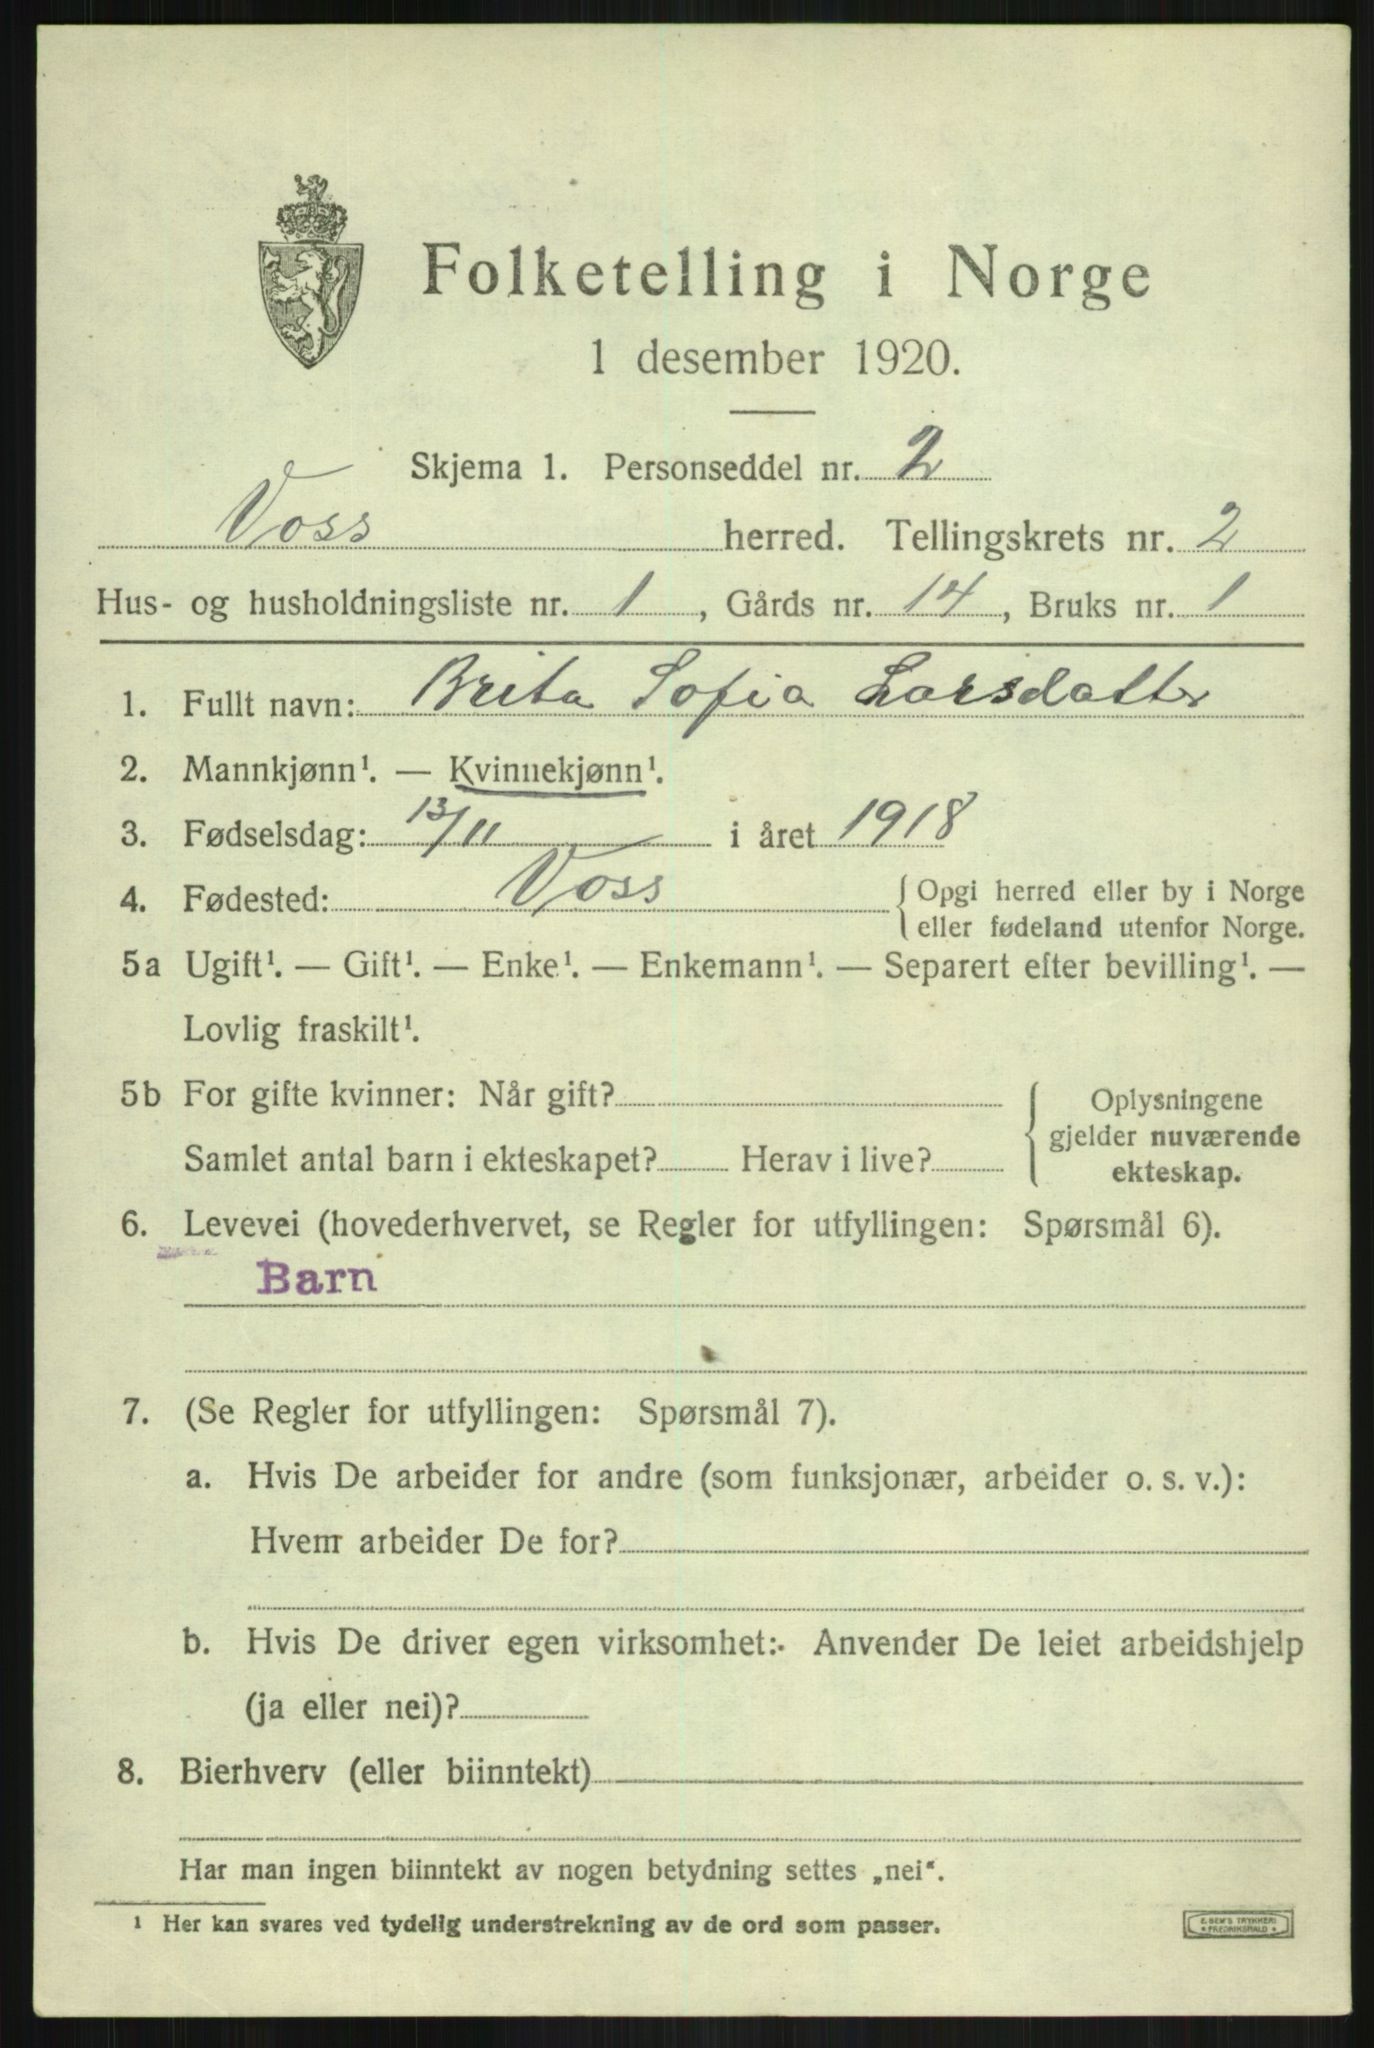 Folketelling i Norge
1 desember 1920.
Skjema 1. Personseddel nr. 2
Voss herred. Tellingskrets nr. 2
Hus- og husholdningsliste nr. 1, Gårds nr. 14, Bruks nr. 1
1. Fullt navn: Brita Sofia Larsdatter
2. Mannkjønn¹. — Kvinnekjønn¹.
3. Fødselsdag: 13/11 i året 1918
4. Fødested: Voss { Opgi herred eller by i Norge
eller fødeland utenfor Norge.
5a Ugift¹. — Gift¹. — Enke¹. — Enkemann¹. — Separert efter bevilling¹. —
Lovlig fraskilt¹.
5b For gifte kvinner: Når gift? { Oplysningene
gjelder nuværende
Samlet antal barn i ekteskapet? Herav i live?
ekteskap.
6. Levevei (hovederhvervet, se Regler for utfyllingen: Spørsmål 6).
Barn
7. (Se Regler for utfyllingen: Spørsmål 7).
a. Hvis De arbeider for andre (som funksjonær, arbeider o. s. v.):
Hvem arbeider De for?
b. Hvis De driver egen virksomhet: Anvender De leiet arbeidshjelp
(ja eller nei)?
8. Bierhverv (eller biinntekt)
Har man ingen biinntekt av nogen betydning settes „nei“.
¹ Her kan svares ved tydelig understrekning av de ord som passer.
E. SEM'S TRYKKERI
FREDRIKSHALD